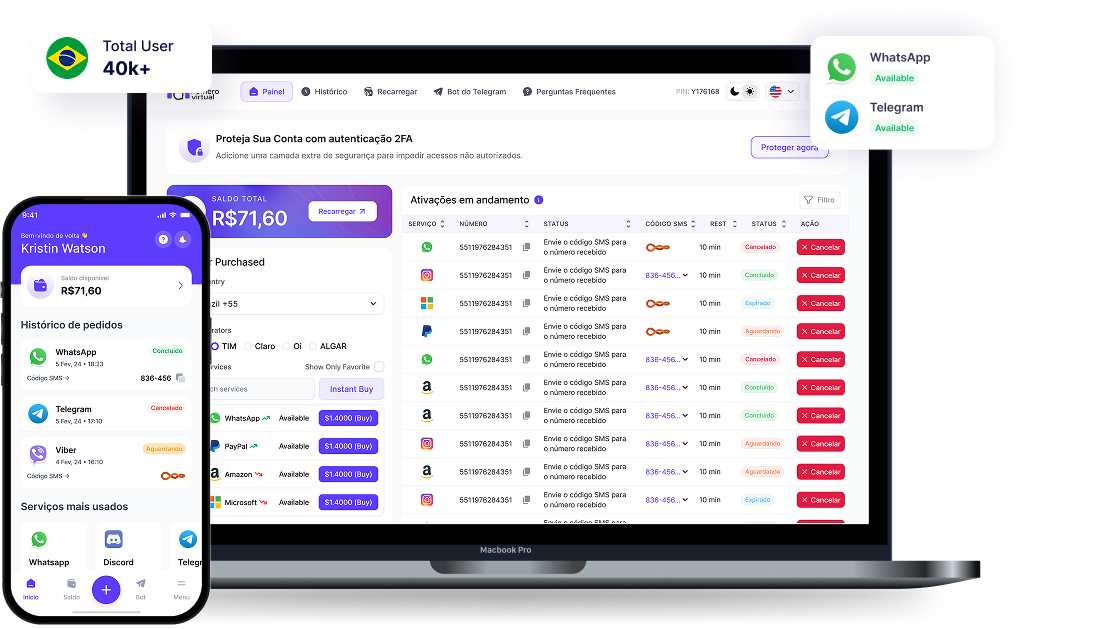 Total User
40k+
WhatsApp
Available
Telegram
Available
virtual
Painel
Histórico
Recarregar
Bot do Telegram
Perguntas Frequentes
PIN: Y176168
Proteja Sua Conta com autenticação 2FA
Adicione uma camada extra de segurança para impedir acessos não autorizados.
Proteger agora
SALDO TOTAL
R$71,60
Recarregar
Purchased
+55
TIM Claro Oi ALGAR
Show Only Favorite
services
Instant Buy
WhatsApp Available $1.4000 (Buy)
PayPal Available $1.4000 (Buy)
Amazon Available $1.4000 (Buy)
Microsoft Available $1.4000 (Buy)
Ativações em andamento
Filtro
SERVIÇO NÚMERO STATUS CÓDIGO SMS REST STATUS AÇÃO
5511976284351 Envie o código SMS para o número recebido 10 min Cancelado Cancelar
5511976284351 Envie o código SMS para o número recebido 836-456... 10 min Concluído Cancelar
5511976284351 Envie o código SMS para o número recebido 10 min Expirado Cancelar
5511976284351 Envie o código SMS para o número recebido 10 min Aguardando Cancelar
5511976284351 Envie o código SMS para o número recebido 836-456... 10 min Cancelado Cancelar
5511976284351 Envie o código SMS para o número recebido 836-456... 10 min Concluído Cancelar
5511976284351 Envie o código SMS para o número recebido 836-456... 10 min Concluído Cancelar
5511976284351 Envie o código SMS para o número recebido 836-456... 10 min Aguardando Cancelar
5511976284351 Envie o código SMS para o número recebido 836-456... 10 min Aguardando Cancelar
5511976284351 Envie o código SMS para o número recebido 836-456... 10 min Expirado Cancelar
Macbook Pro
9:41
Bem-vindo de volta 👋
Kristin Watson
Saldo disponível
R$71,60
Histórico de pedidos
WhatsApp Concluído
5 Fev, 24 • 18:23
Código SMS → 836-456
Telegram Cancelado
5 Fev, 24 • 17:10
Viber Aguardando
4 Fev, 24 • 16:10
Código SMS →
Serviços mais usados
Whatsapp Discord Telegr
Início Saldo Bot Menu